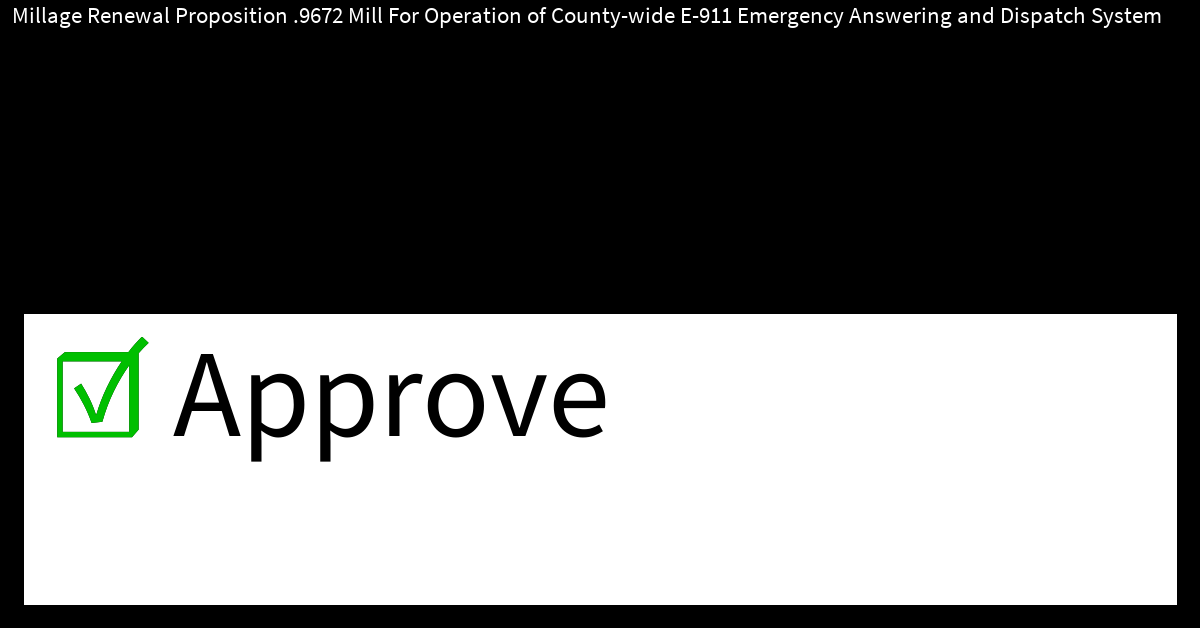 Millage Renewal Proposition .9672 Mill For Operation of County-wide E-911 Emergency Answering and Dispatch System
Approve